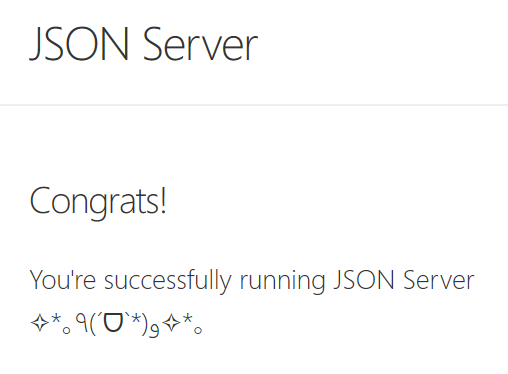 JSON Server
Congrats!
You're successfully running JSON Server
✧*｡٩(ˊᗜˋ*)و✧*｡